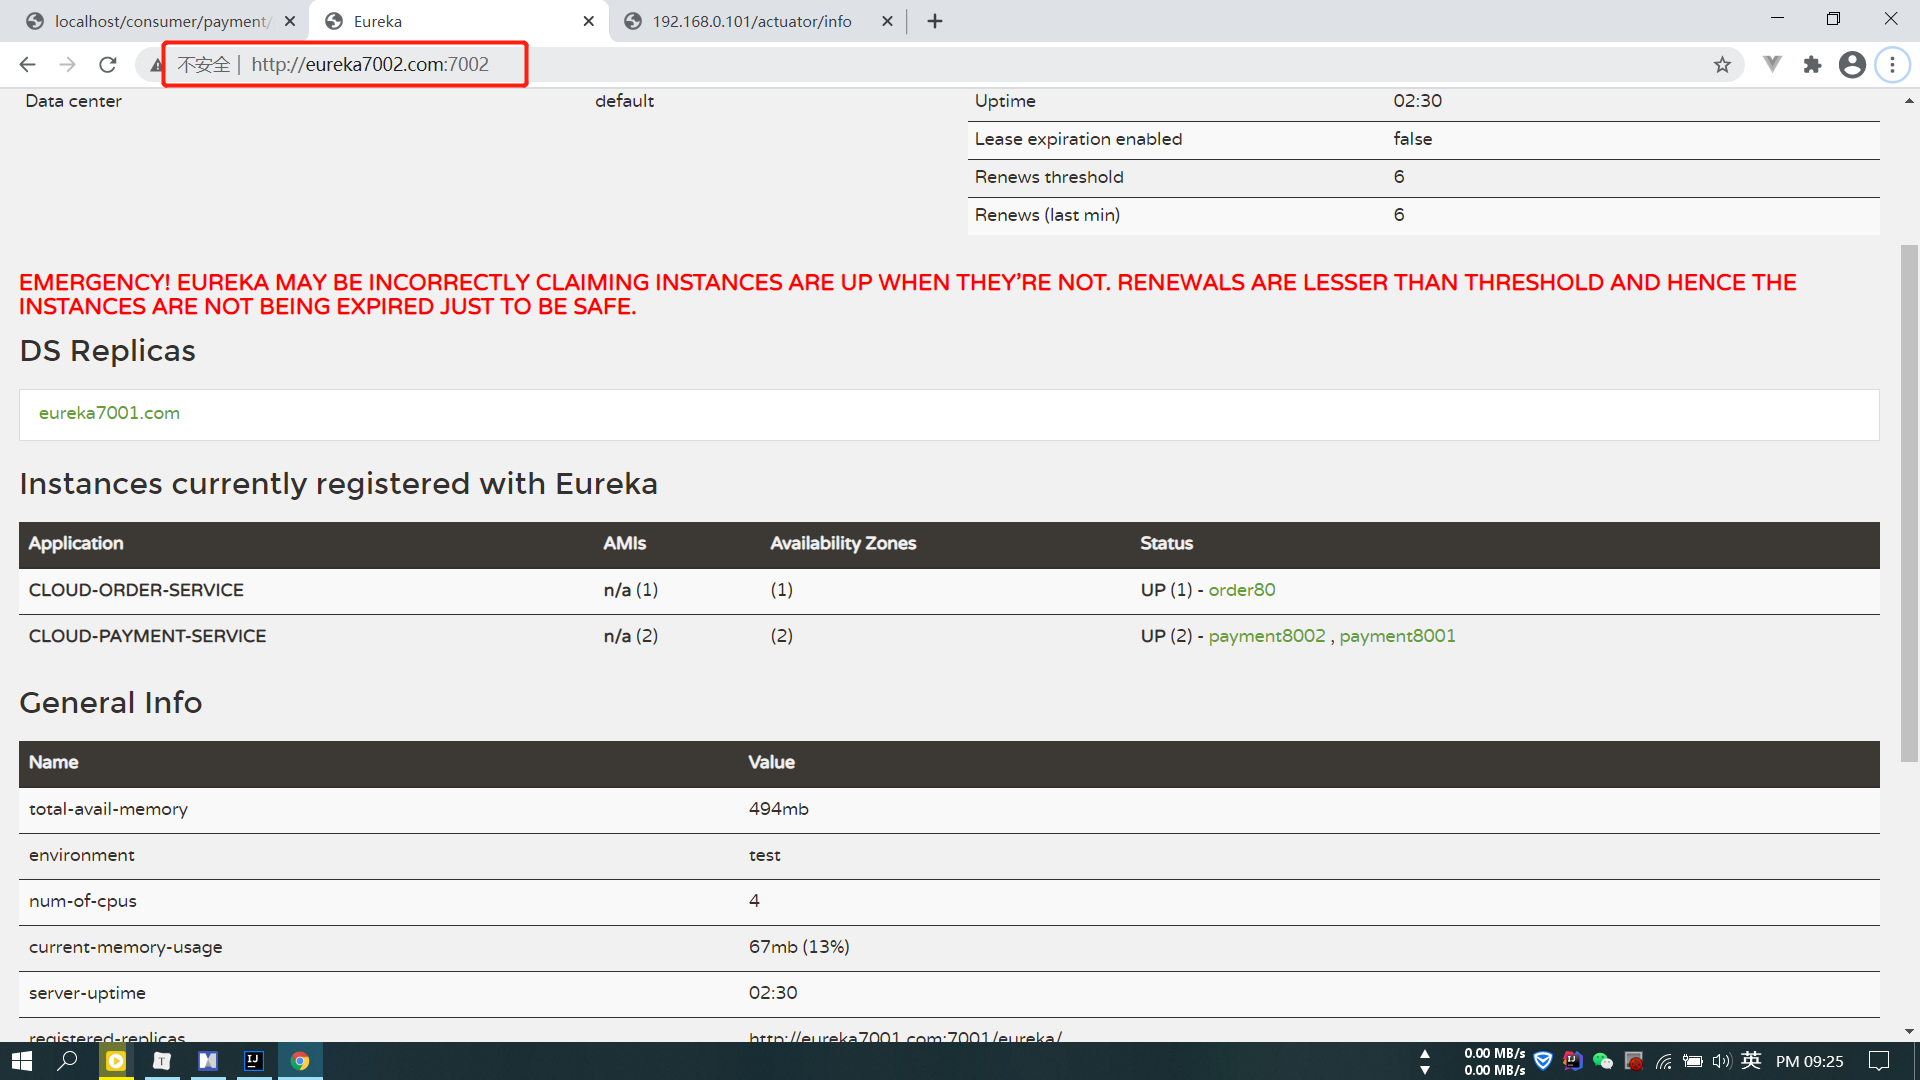 localhost/consumer/payment/
Eureka
192.168.0.101/actuator/info
不安全 | http://eureka7002.com:7002
Data center default Uptime 02:30
Lease expiration enabled false
Renews threshold 6
Renews (last min) 6
EMERGENCY! EUREKA MAY BE INCORRECTLY CLAIMING INSTANCES ARE UP WHEN THEY'RE NOT. RENEWALS ARE LESSER THAN THRESHOLD AND HENCE THE
INSTANCES ARE NOT BEING EXPIRED JUST TO BE SAFE.
DS Replicas
eureka7001.com
Instances currently registered with Eureka
Application AMIs Availability Zones Status
CLOUD-ORDER-SERVICE n/a (1) (1) UP (1) - order80
CLOUD-PAYMENT-SERVICE n/a (2) (2) UP (2) - payment8002 , payment8001
General Info
Name Value
total-avail-memory 494mb
environment test
num-of-cpus 4
current-memory-usage 67mb (13%)
server-uptime 02:30
registered-replicas http://eureka7001.com:7001/eureka/
0.00 MB/s
0.00 MB/s
英 PM 09:25